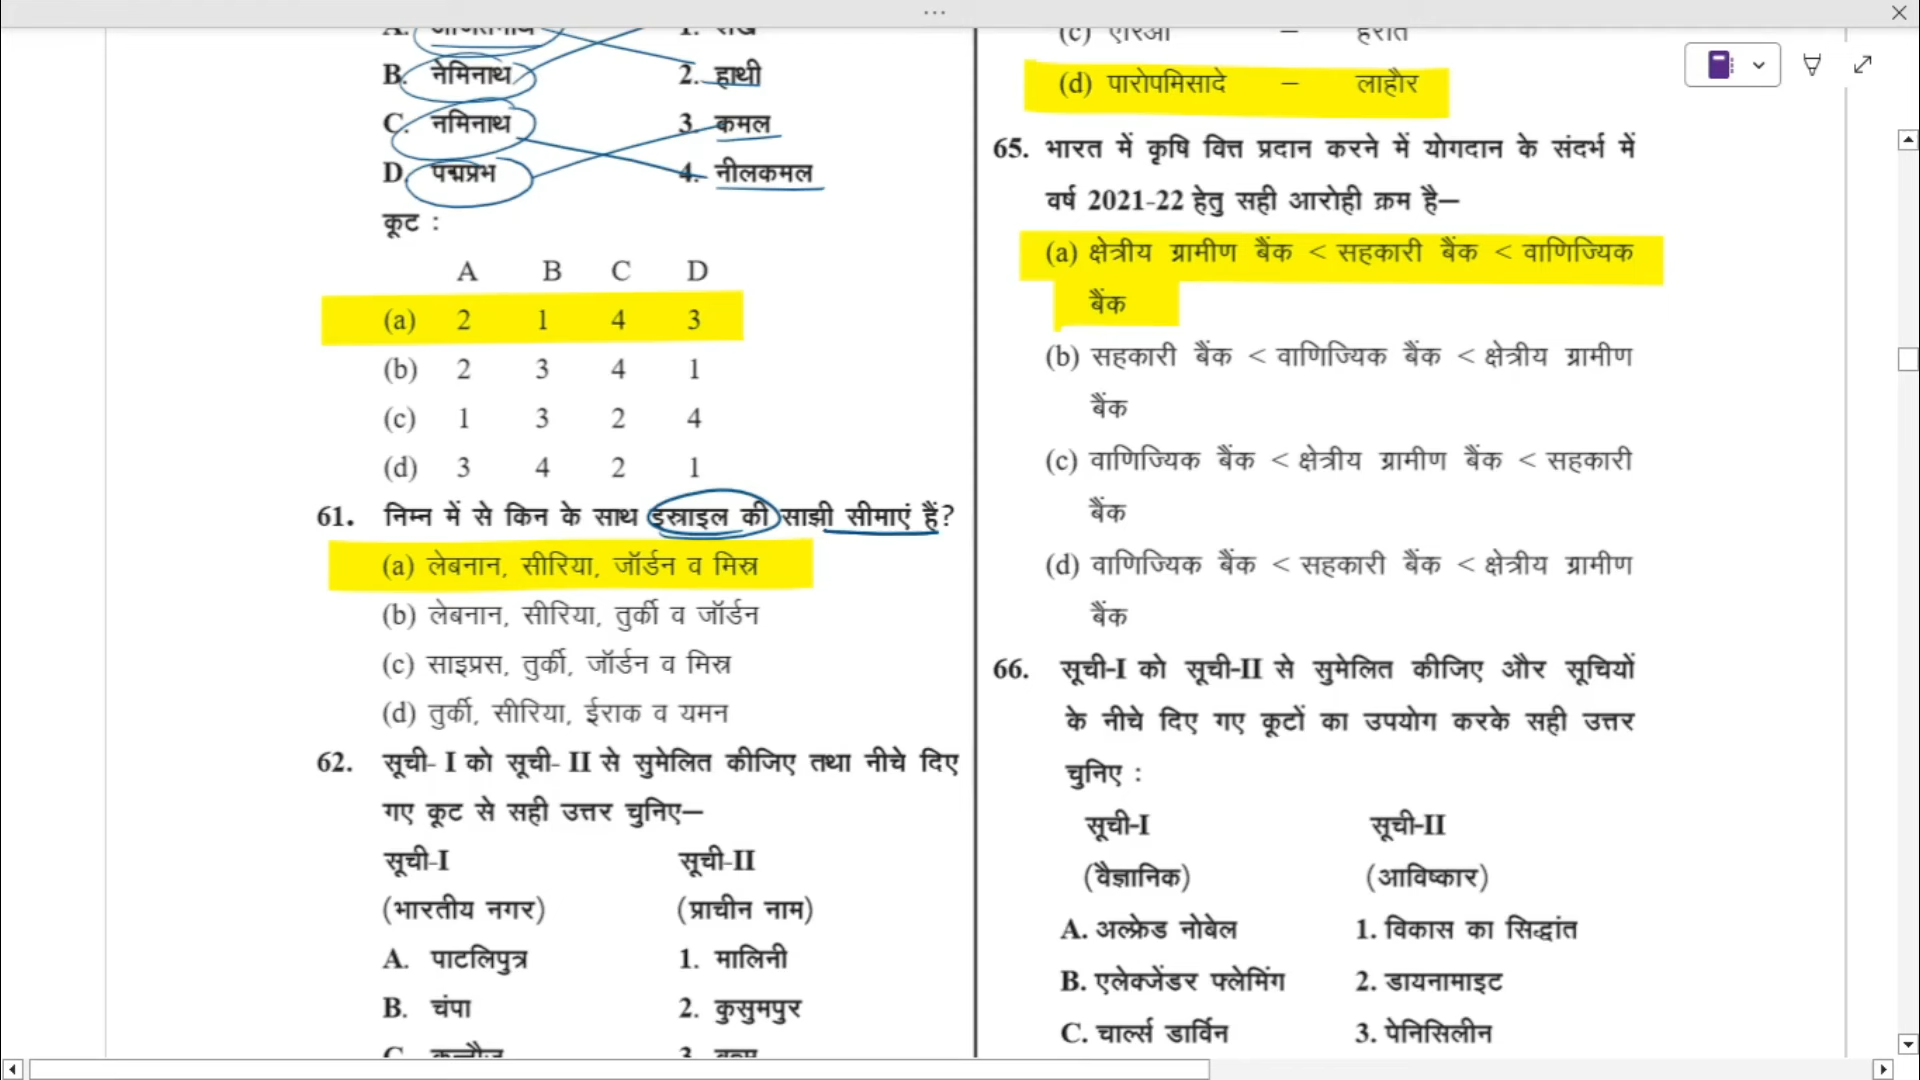 B. नेमिनाथ 2. हाथी
C. नमिनाथ 3. कमल
D. पद्मप्रभ 4. नीलकमल
कूट :
A B C D
(a) 2 1 4 3
(b) 2 3 4 1
(c) 1 3 2 4
(d) 3 4 2 1
61. निम्न में से किन के साथ इस्राइल की साझी सीमाएं हैं?
(a) लेबनान, सीरिया, जॉर्डन व मिस्र
(b) लेबनान, सीरिया, तुर्की व जॉर्डन
(c) साइप्रस, तुर्की, जॉर्डन व मिस्र
(d) तुर्की, सीरिया, ईराक व यमन
62. सूची- I को सूची- II से सुमेलित कीजिए तथा नीचे दिए
गए कूट से सही उत्तर चुनिए—
सूची-I सूची-II
(भारतीय नगर) (प्राचीन नाम)
A. पाटलिपुत्र 1. मालिनी
B. चंपा 2. कुसुमपुर
(d) पारोपमिसादे – लाहौर
65. भारत में कृषि वित्त प्रदान करने में योगदान के संदर्भ में
वर्ष 2021-22 हेतु सही आरोही क्रम है—
(a) क्षेत्रीय ग्रामीण बैंक < सहकारी बैंक < वाणिज्यिक
बैंक
(b) सहकारी बैंक < वाणिज्यिक बैंक < क्षेत्रीय ग्रामीण
बैंक
(c) वाणिज्यिक बैंक < क्षेत्रीय ग्रामीण बैंक < सहकारी
बैंक
(d) वाणिज्यिक बैंक < सहकारी बैंक < क्षेत्रीय ग्रामीण
बैंक
66. सूची-I को सूची-II से सुमेलित कीजिए और सूचियों
के नीचे दिए गए कूटों का उपयोग करके सही उत्तर
चुनिए :
सूची-I सूची-II
(वैज्ञानिक) (आविष्कार)
A. अल्फ्रेड नोबेल 1. विकास का सिद्धांत
B. एलेक्जेंडर फ्लेमिंग 2. डायनामाइट
C. चार्ल्स डार्विन 3. पेनिसिलीन